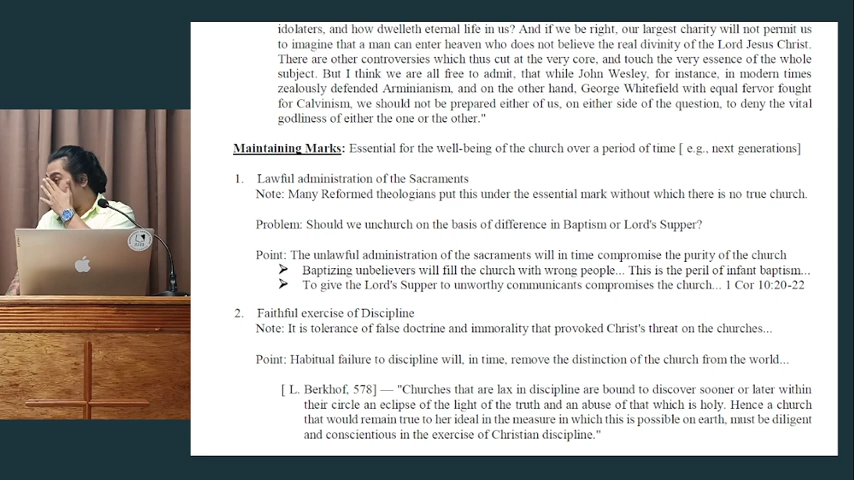 idolaters, and how dwelleth eternal life in us? And if we be right, our largest charity will not permit us
to imagine that a man can enter heaven who does not believe the real divinity of the Lord Jesus Christ.
There are other controversies which thus cut at the very core, and touch the very essence of the whole
subject. But I think we are all free to admit, that while John Wesley, for instance, in modern times
zealously defended Arminianism, and on the other hand, George Whitefield with equal fervor fought
for Calvinism, we should not be prepared either of us, on either side of the question, to deny the vital
godliness of either the one or the other."
Maintaining Marks: Essential for the well-being of the church over a period of time [ e.g., next generations]
1. Lawful administration of the Sacraments
Note: Many Reformed theologians put this under the essential mark without which there is no true church.
Problem: Should we unchurch on the basis of difference in Baptism or Lord's Supper?
Point: The unlawful administration of the sacraments will in time compromise the purity of the church
➢ Baptizing unbelievers will fill the church with wrong people... This is the peril of infant baptism...
➢ To give the Lord's Supper to unworthy communicants compromises the church... 1 Cor 10:20-22
2. Faithful exercise of Discipline
Note: It is tolerance of false doctrine and immorality that provoked Christ's threat on the churches...
Point: Habitual failure to discipline will, in time, remove the distinction of the church from the world...
[ L. Berkhof, 578] — "Churches that are lax in discipline are bound to discover sooner or later within
their circle an eclipse of the light of the truth and an abuse of that which is holy. Hence a church
that would remain true to her ideal in the measure in which this is possible on earth, must be diligent
and conscientious in the exercise of Christian discipline."